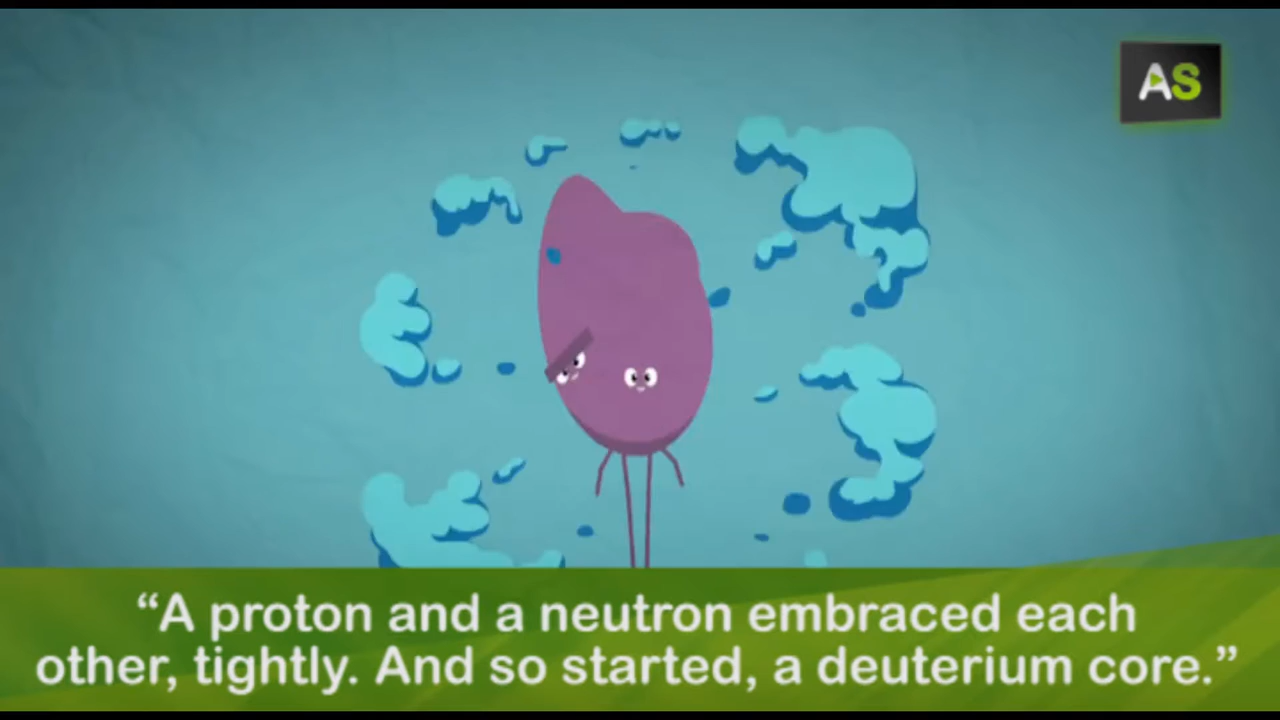 AS
“A proton and a neutron embraced each
other, tightly. And so started, a deuterium core.”